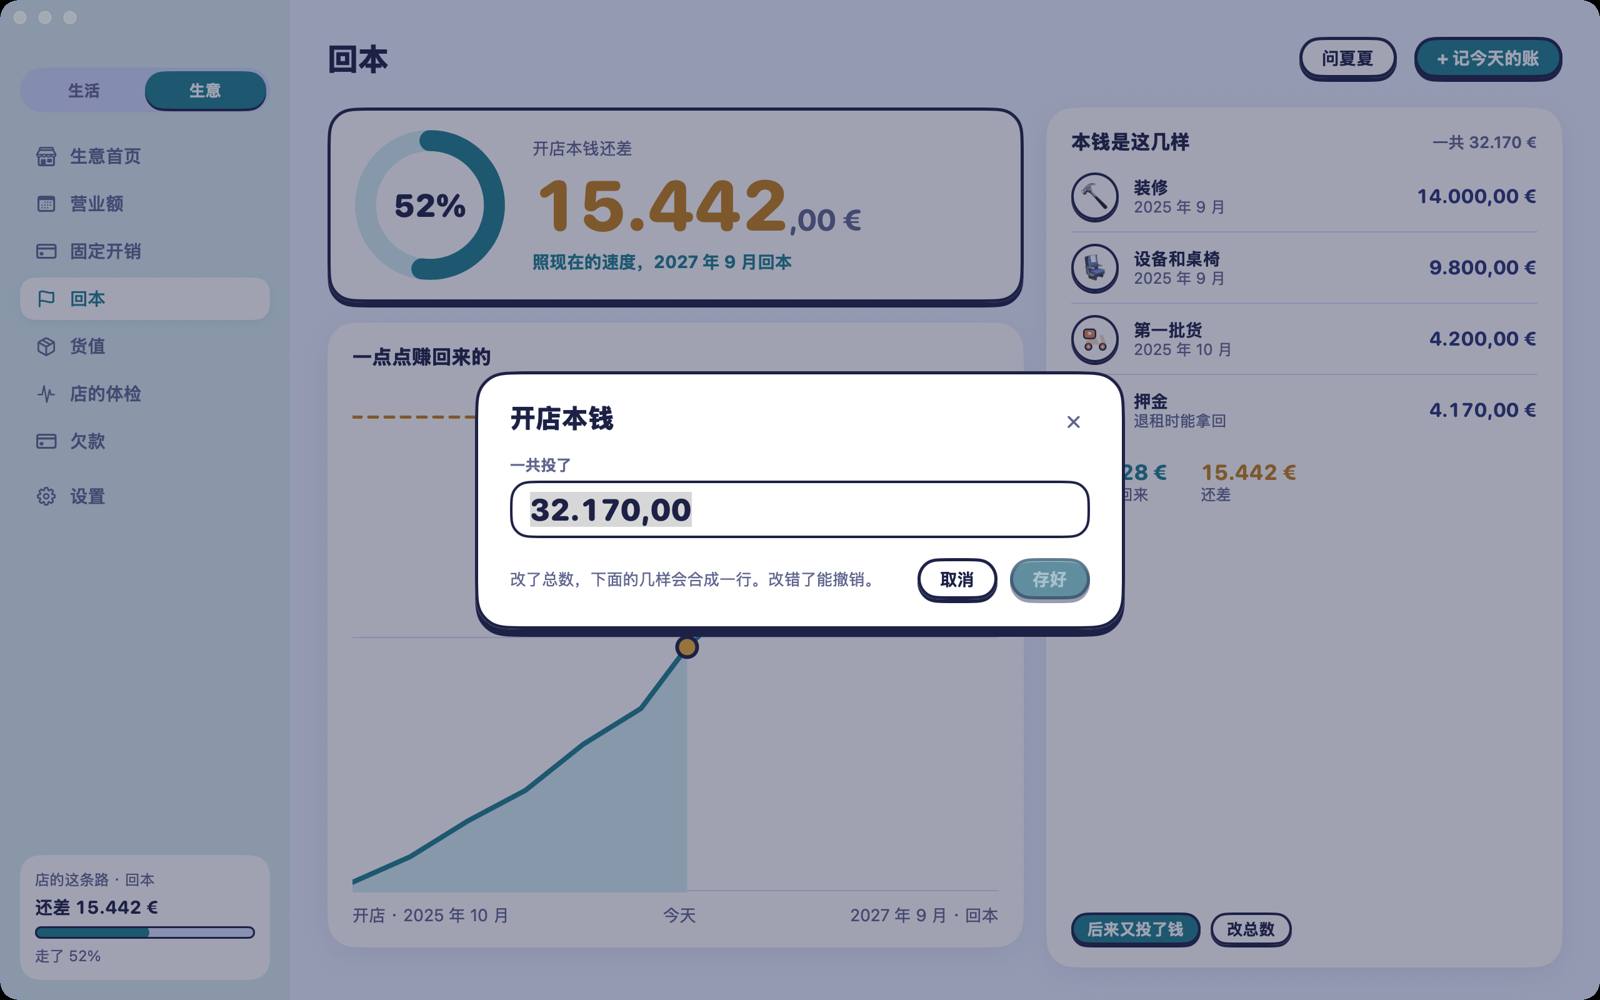 生活
生意
生意首页
营业额
固定开销
回本
货值
店的体检
欠款
设置
店的这条路 · 回本
还差 15.442 €
走了 52%
回本
问夏夏
+ 记今天的账
52%
开店本钱还差
15.442,00 €
照现在的速度，2027 年 9 月回本
一点点赚回来的
开店 · 2025 年 10 月
今天
2027 年 9 月 · 回本
本钱是这几样
一共 32.170 €
装修
2025 年 9 月
14.000,00 €
设备和桌椅
2025 年 9 月
9.800,00 €
第一批货
2025 年 10 月
4.200,00 €
押金
退租时能拿回
4.170,00 €
28 €
回来
15.442 €
还差
后来又投了钱
改总数
开店本钱
×
一共投了
32.170,00
改了总数，下面的几样会合成一行。改错了能撤销。
取消
存好